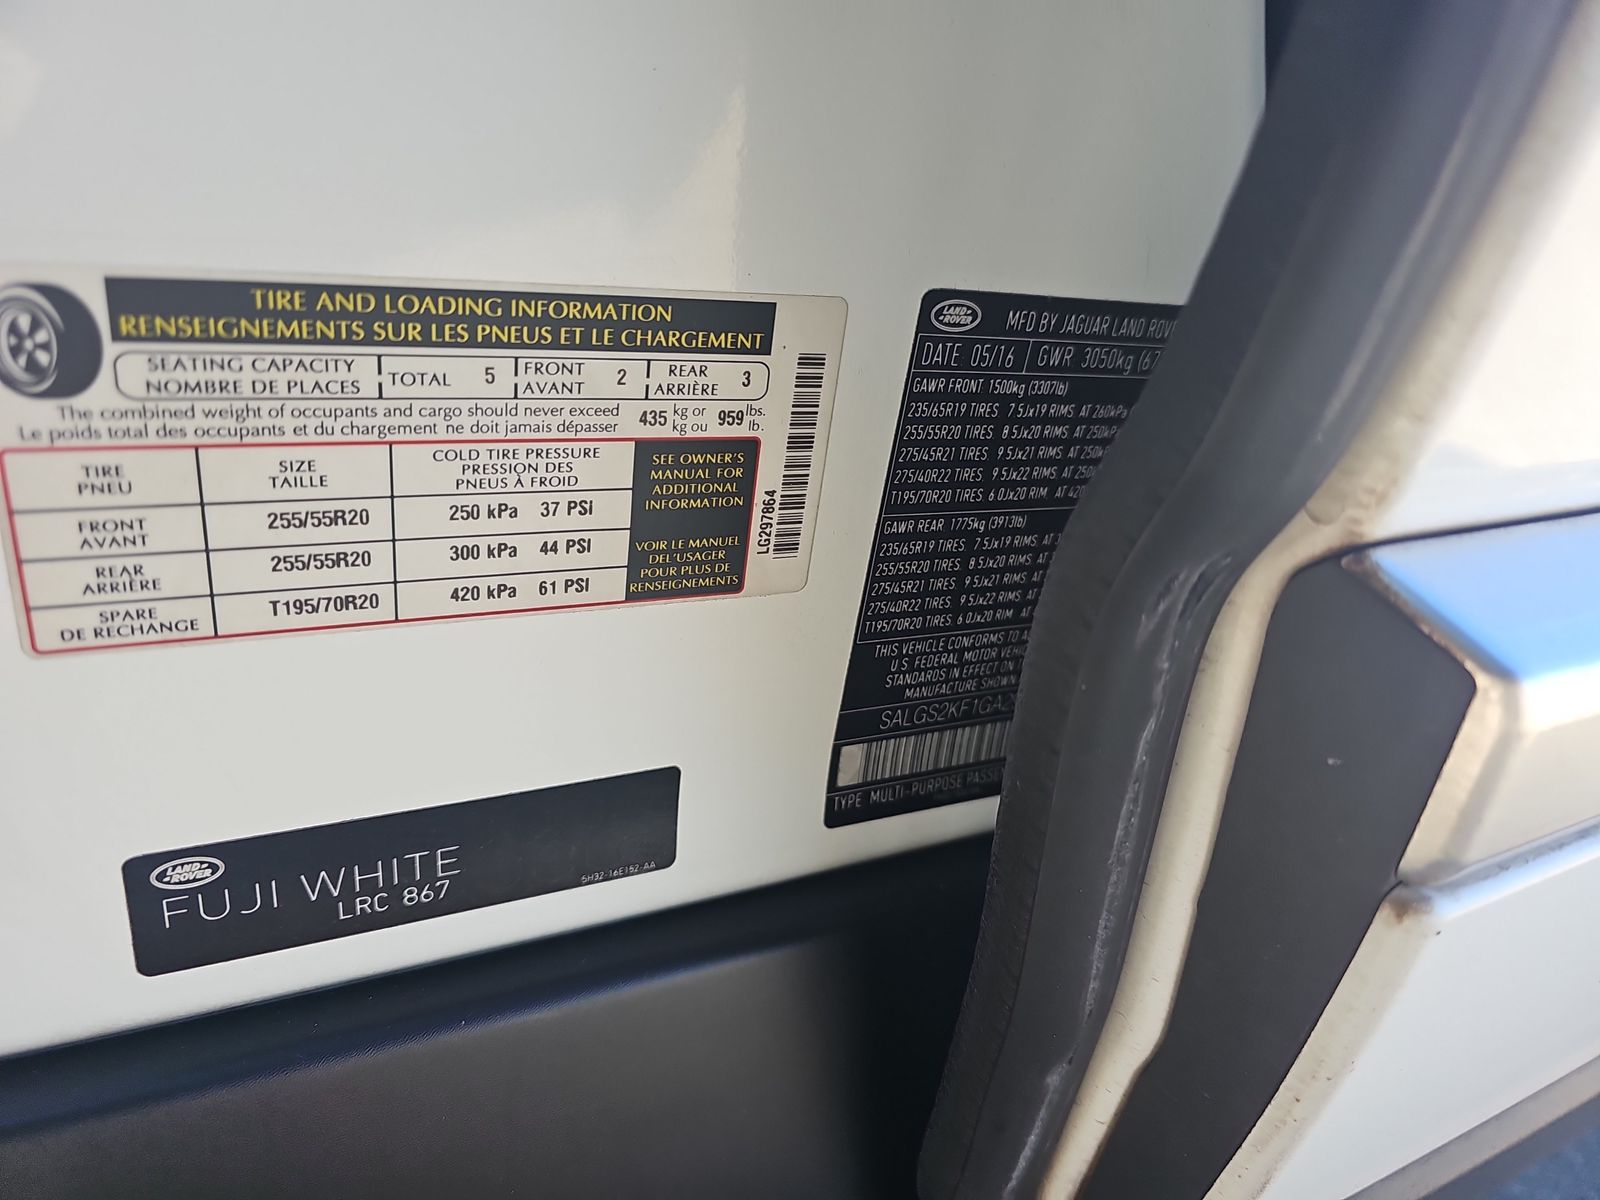 TIRE AND LOADING INFORMATION
RENSEIGNEMENTS SUR LES PNEUS ET LE CHARGEMENT
SEATING CAPACITY
NOMBRE DE PLACES
TOTAL 5
FRONT
AVANT
2
REAR
ARRIÈRE
3
The combined weight of occupants and cargo should never exceed
Le poids total des occupants et du chargement ne doit jamais dépasser
435 kg or
kg ou
959 lbs.
lb.
TIRE
PNEU
SIZE
TAILLE
COLD TIRE PRESSURE
PRESSION DES
PNEUS À FROID
FRONT
AVANT
255/55R20
250 kPa 37 PSI
REAR
ARRIÈRE
255/55R20
300 kPa 44 PSI
SPARE
DE RECHANGE
T195/70R20
420 kPa 61 PSI
SEE OWNER'S
MANUAL FOR
ADDITIONAL
INFORMATION
VOIR LE MANUEL
DEL'USAGER
POUR PLUS DE
RENSEIGNEMENTS
LG297864
LAND ROVER
MFD BY JAGUAR LAND ROVE
DATE: 05/16 GWR 3050kg (67
GAWR FRONT 1500kg (3307lb)
235/65R19 TIRES. 7.5Jx19 RIMS. AT 260kPa
255/55R20 TIRES. 8.5Jx20 RIMS. AT 250kP
275/45R21 TIRES. 9.5Jx21 RIMS. AT 250k
275/40R22 TIRES. 9.5Jx22 RIMS. AT 250
T195/70R20 TIRES. 6.0Jx20 RIM. AT 420
GAWR REAR 1775kg (3913lb)
235/65R19 TIRES. 7.5Jx19 RIMS. AT 3
255/55R20 TIRES. 8.5Jx20 RIMS. AT
275/45R21 TIRES. 9.5Jx21 RIMS. AT
275/40R22 TIRES. 9.5Jx22 RIMS. AT
T195/70R20 TIRES. 6.0Jx20 RIM. AT
THIS VEHICLE CONFORMS TO A
U.S. FEDERAL MOTOR VEHI
STANDARDS IN EFFECT ON
MANUFACTURE SHOWN
SALGS2KF1GA2
TYPE MULTI-PURPOSE PASSE
LAND ROVER
FUJI WHITE
LRC 867
5H32-16E152-AA